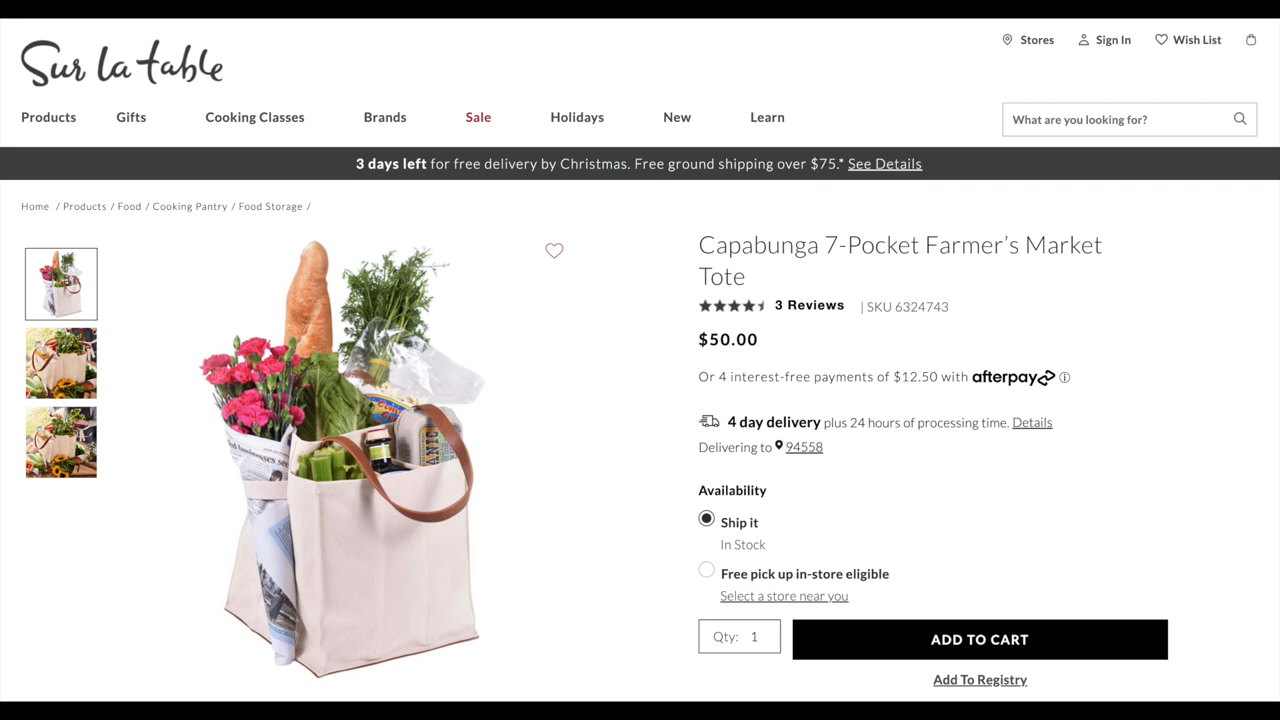 Sur la table
Stores
Sign In
Wish List
Products
Gifts
Cooking Classes
Brands
Sale
Holidays
New
Learn
What are you looking for?
3 days left for free delivery by Christmas. Free ground shipping over $75.* See Details
Home / Products / Food / Cooking Pantry / Food Storage /
Capabunga 7-Pocket Farmer’s Market
Tote
3 Reviews | SKU 6324743
$50.00
Or 4 interest-free payments of $12.50 with afterpay
4 day delivery plus 24 hours of processing time. Details
Delivering to 94558
Availability
Ship it
In Stock
Free pick up in-store eligible
Select a store near you
Qty: 1
ADD TO CART
Add To Registry